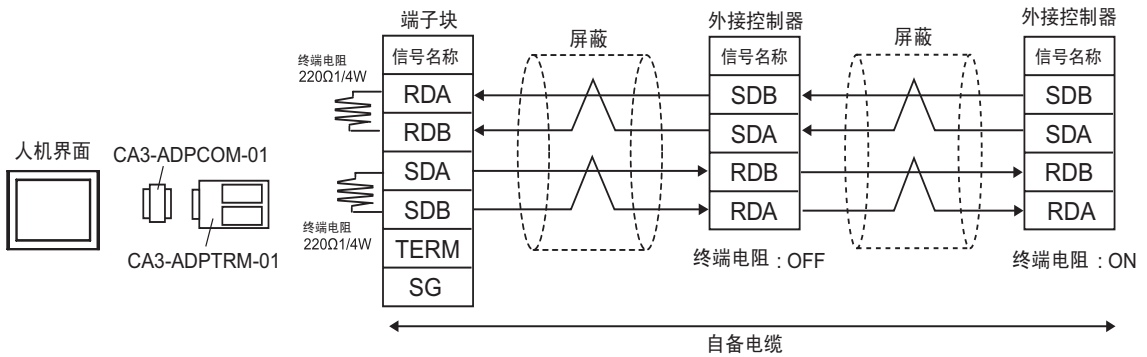 人机界面
CA3-ADPCOM-01
CA3-ADPTRM-01
终端电阻
220Ω1/4W
终端电阻
220Ω1/4W
端子块
信号名称
RDA
RDB
SDA
SDB
TERM
SG
屏蔽
外接控制器
信号名称
SDB
SDA
RDB
RDA
终端电阻 : OFF
屏蔽
外接控制器
信号名称
SDB
SDA
RDB
RDA
终端电阻 : ON
自备电缆